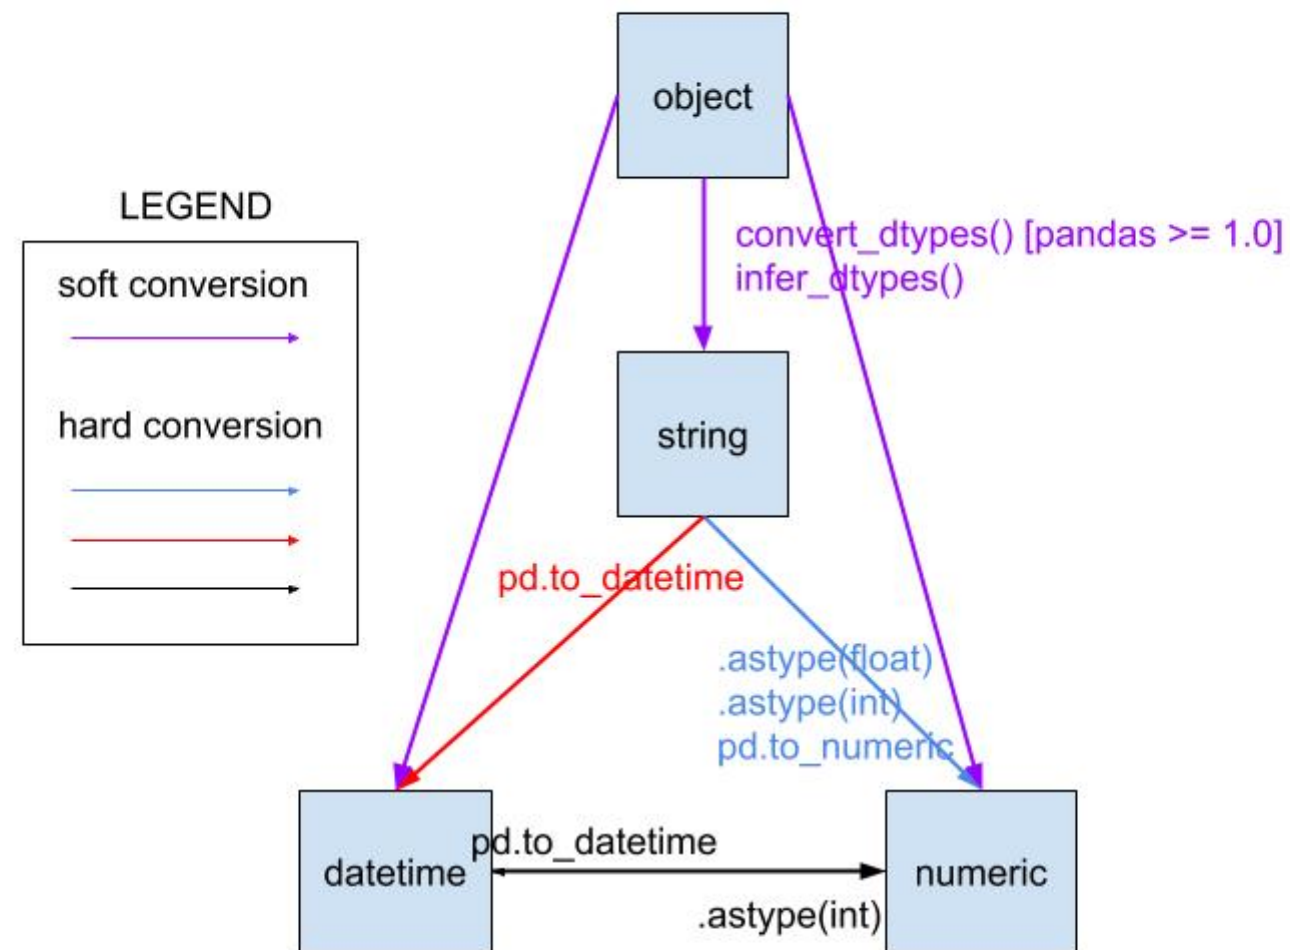 object
LEGEND
convert_dtypes() [pandas >= 1.0]
infer_dtypes()
soft conversion
hard conversion
string
pd.to_datetime
.astype(float)
.astype(int)
pd.to_numeric
pd.to_datetime
datetime
numeric
.astype(int)